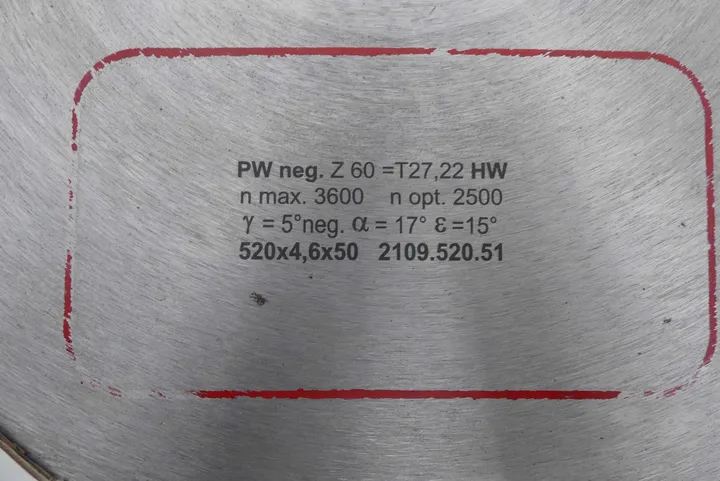 PW neg. Z 60 =T27,22 HW
n max. 3600 n opt. 2500
γ = 5°neg. α = 17° ε =15°
520x4,6x50 2109.520.51